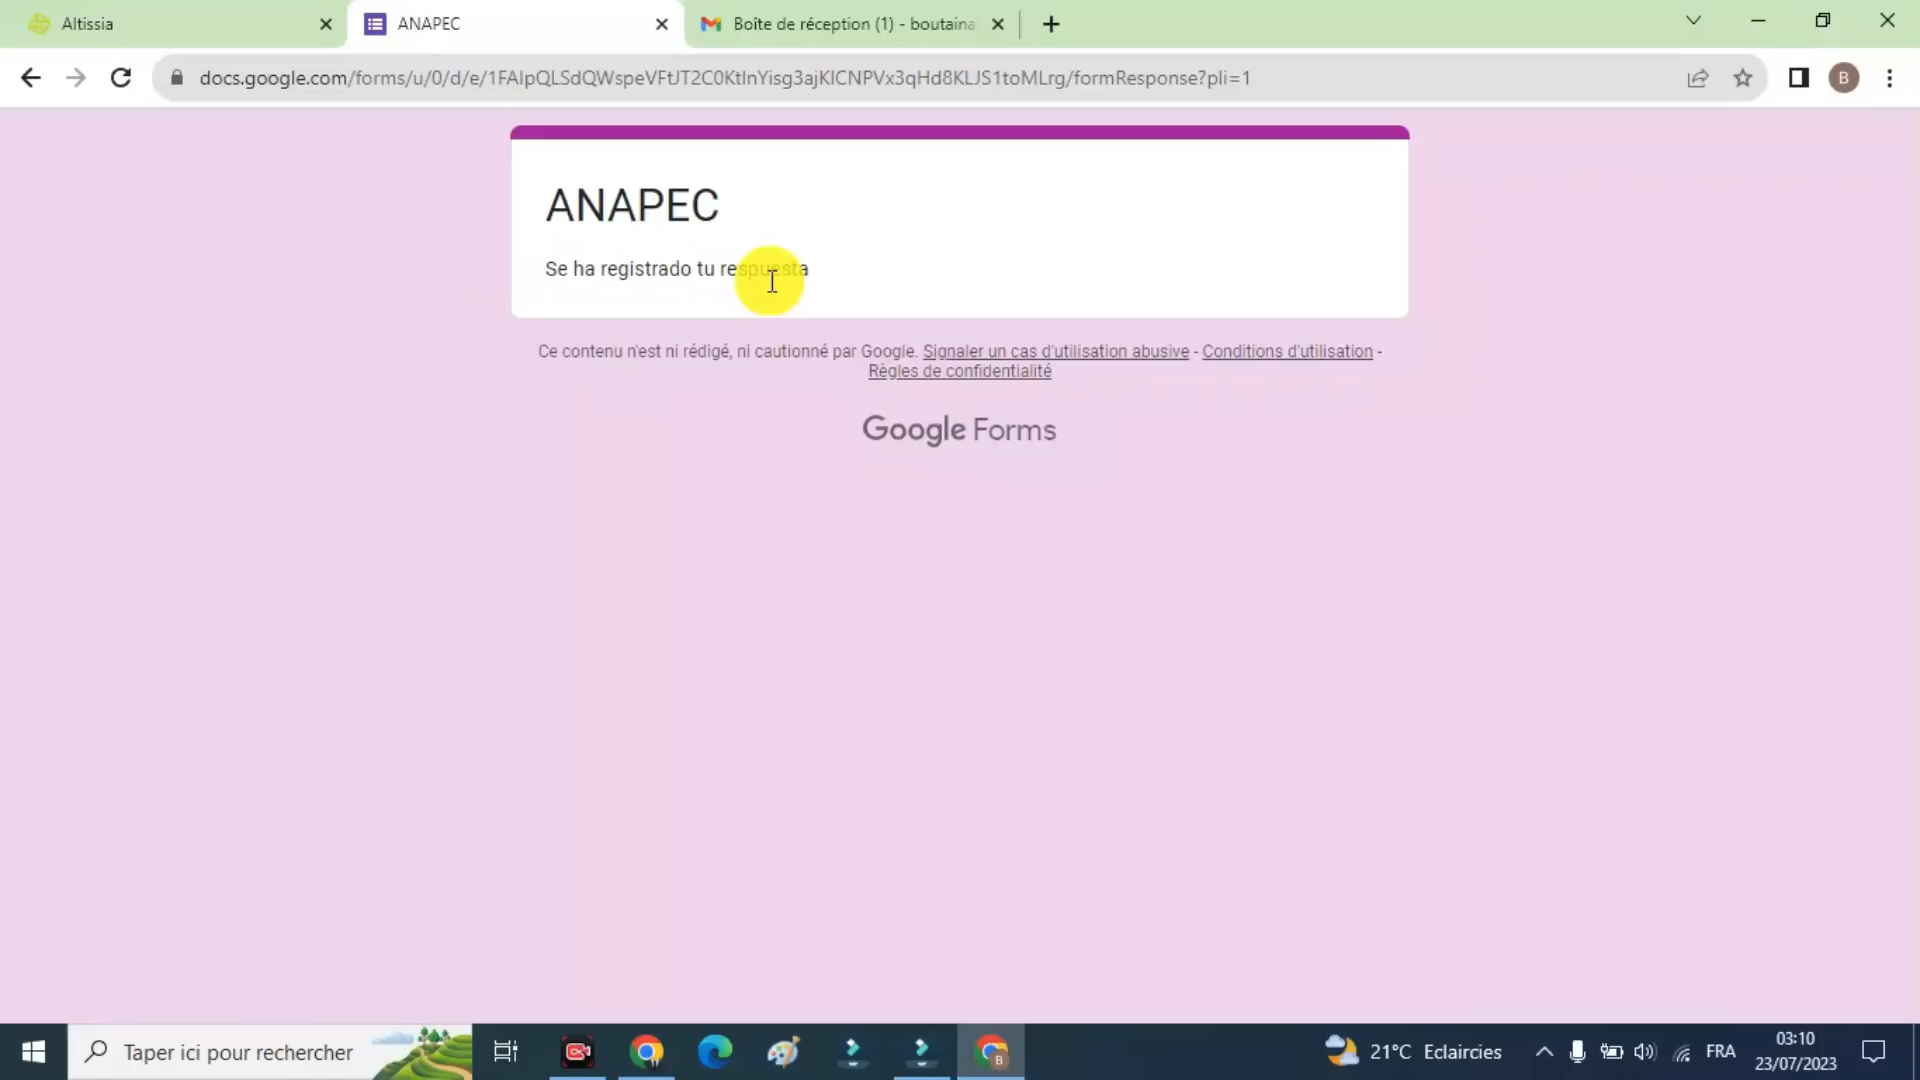 Altissia
ANAPEC
Boîte de réception (1) - boutaina
docs.google.com/forms/u/0/d/e/1FAIpQLSdQWspeVFtJT2C0KtInYisg3ajKlCNPVx3qHd8KLJS1toMLrg/formResponse?pli=1
B
ANAPEC
Se ha registrado tu respuesta
Ce contenu n'est ni rédigé, ni cautionné par Google. Signaler un cas d'utilisation abusive - Conditions d'utilisation -
Règles de confidentialité
Google Forms
Taper ici pour rechercher
B
21°C Eclaircies
FRA
03:10
23/07/2023